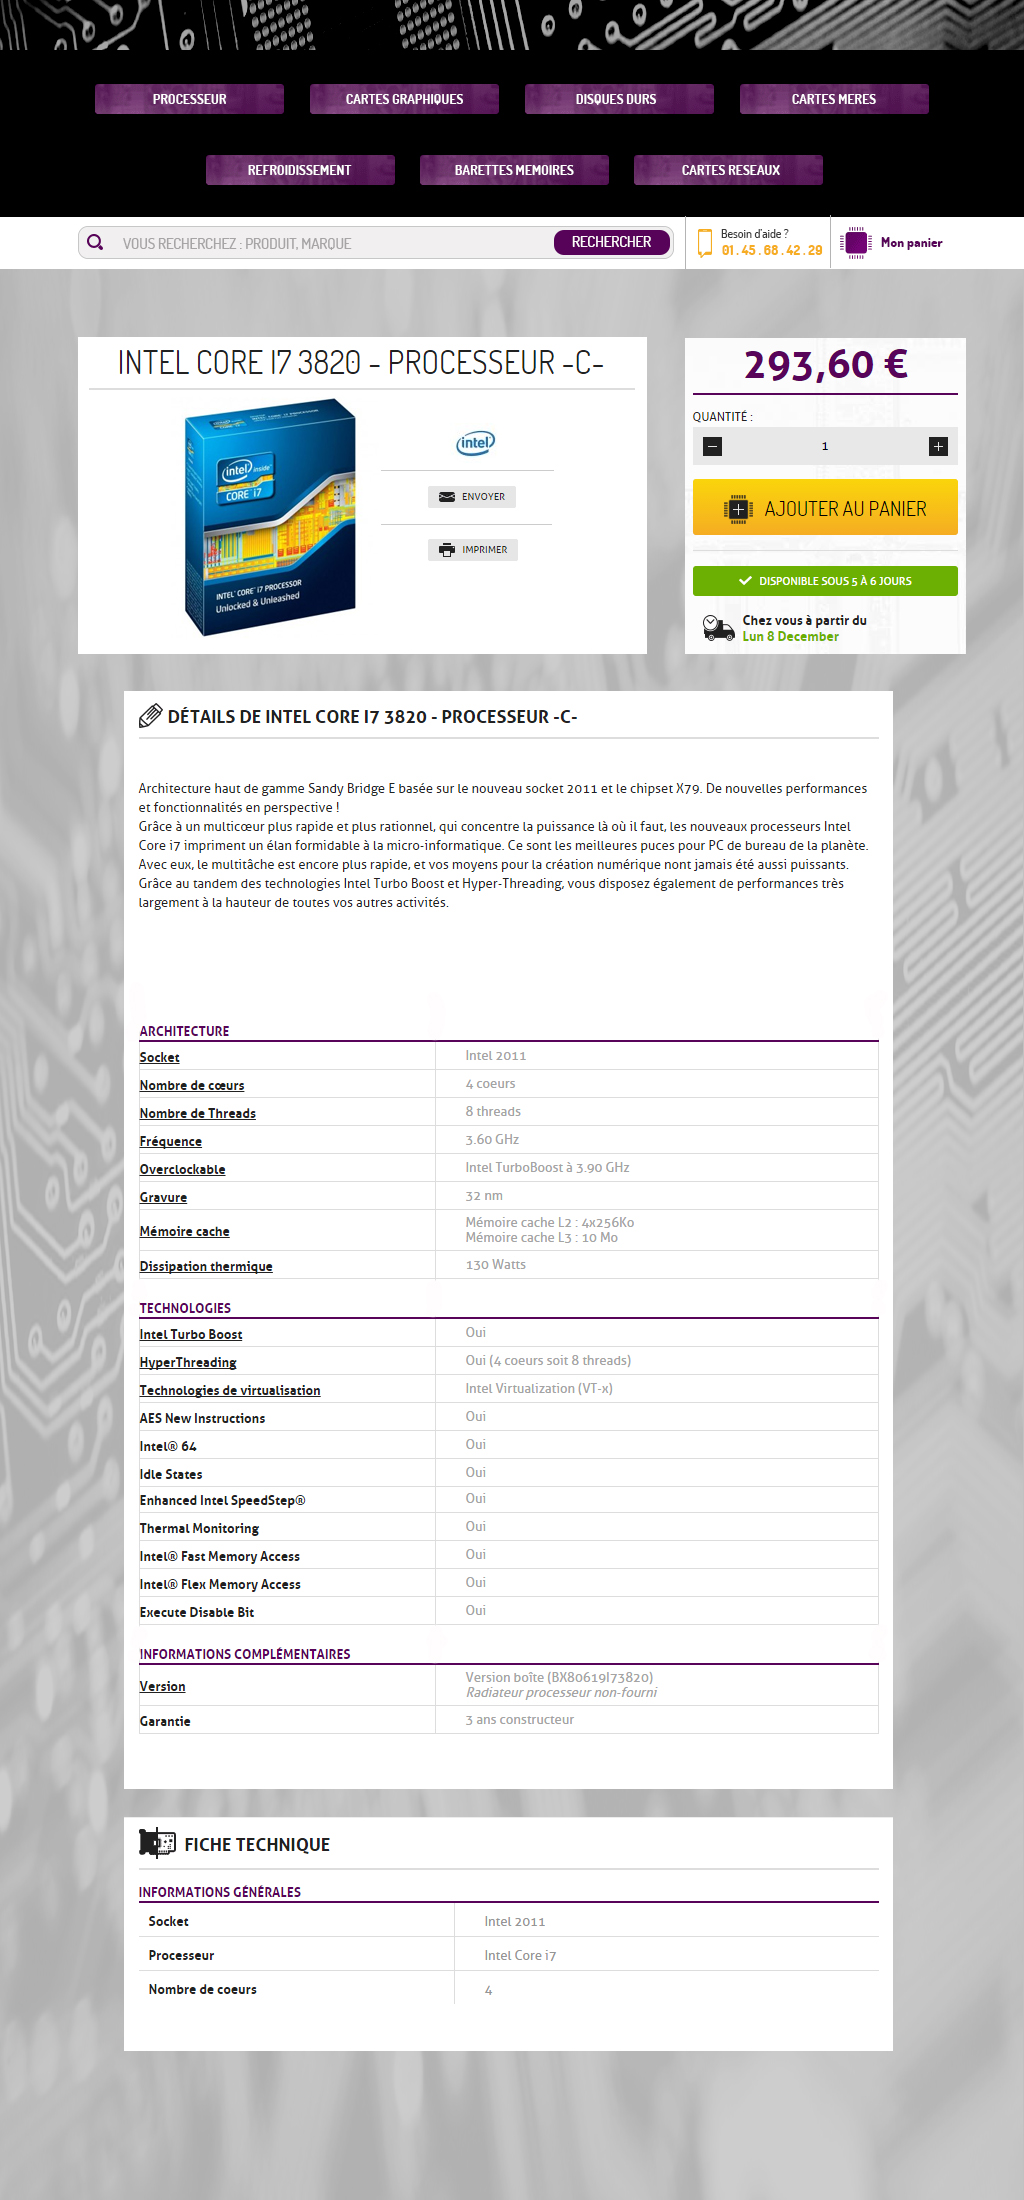 PROCESSEUR
CARTES GRAPHIQUES
DISQUES DURS
CARTES MERES
REFROIDISSEMENT
BARETTES MEMOIRES
CARTES RESEAUX
VOUS RECHERCHEZ : PRODUIT, MARQUE
RECHERCHER
Besoin d'aide ?
01.45.68.42.29
Mon panier
INTEL CORE I7 3820 - PROCESSEUR -C-
intel inside
CORE i7
INTEL® CORE™ i7 PROCESSOR
Unlocked & Unleashed
intel
ENVOYER
IMPRIMER
293,60 €
QUANTITÉ :
1
AJOUTER AU PANIER
DISPONIBLE SOUS 5 À 6 JOURS
Chez vous à partir du
Lun 8 December
DÉTAILS DE INTEL CORE I7 3820 - PROCESSEUR -C-
Architecture haut de gamme Sandy Bridge E basée sur le nouveau socket 2011 et le chipset X79. De nouvelles performances
et fonctionnalités en perspective !
Grâce à un multicœur plus rapide et plus rationnel, qui concentre la puissance là où il faut, les nouveaux processeurs Intel
Core i7 impriment un élan formidable à la micro-informatique. Ce sont les meilleures puces pour PC de bureau de la planète.
Avec eux, le multitâche est encore plus rapide, et vos moyens pour la création numérique nont jamais été aussi puissants.
Grâce au tandem des technologies Intel Turbo Boost et Hyper-Threading, vous disposez également de performances très
largement à la hauteur de toutes vos autres activités.
ARCHITECTURE
Socket Intel 2011
Nombre de cœurs 4 coeurs
Nombre de Threads 8 threads
Fréquence 3.60 GHz
Overclockable Intel TurboBoost à 3.90 GHz
Gravure 32 nm
Mémoire cache Mémoire cache L2 : 4x256Ko
Mémoire cache L3 : 10 Mo
Dissipation thermique 130 Watts
TECHNOLOGIES
Intel Turbo Boost Oui
HyperThreading Oui (4 coeurs soit 8 threads)
Technologies de virtualisation Intel Virtualization (VT-x)
AES New Instructions Oui
Intel® 64 Oui
Idle States Oui
Enhanced Intel SpeedStep® Oui
Thermal Monitoring Oui
Intel® Fast Memory Access Oui
Intel® Flex Memory Access Oui
Execute Disable Bit Oui
INFORMATIONS COMPLÉMENTAIRES
Version Version boîte (BX80619I73820)
Radiateur processeur non-fourni
Garantie 3 ans constructeur
FICHE TECHNIQUE
INFORMATIONS GÉNÉRALES
Socket Intel 2011
Processeur Intel Core i7
Nombre de coeurs 4